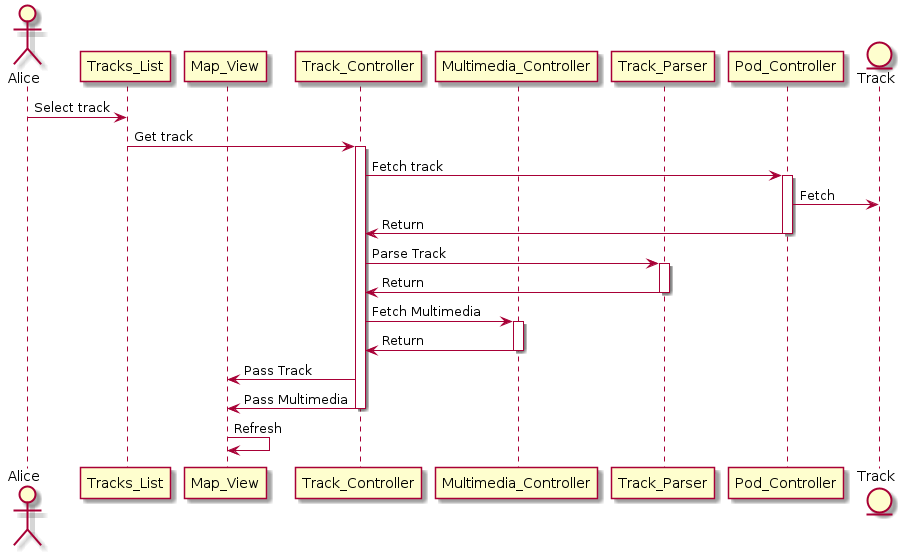 Alice
Tracks_List
Map_View
Track_Controller
Multimedia_Controller
Track_Parser
Pod_Controller
Track
Select track
Get track
Fetch track
Fetch
Return
Parse Track
Return
Fetch Multimedia
Return
Pass Track
Pass Multimedia
Refresh
Alice
Tracks_List
Map_View
Track_Controller
Multimedia_Controller
Track_Parser
Pod_Controller
Track